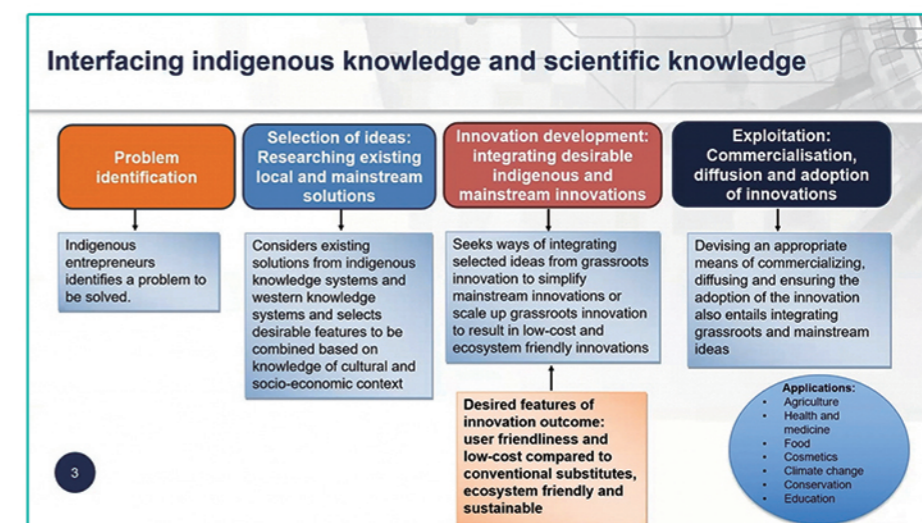 Interfacing indigenous knowledge and scientific knowledge
Problem
identification
Selection of ideas:
Researching existing
local and mainstream
solutions
Innovation development:
integrating desirable
indigenous and
mainstream innovations
Exploitation:
Commercialisation,
diffusion and adoption
of innovations
Indigenous
entrepreneurs
identifies a problem to
be solved.
Considers existing
solutions from indigenous
knowledge systems and
western knowledge
systems and selects
desirable features to be
combined based on
knowledge of cultural and
socio-economic context
Seeks ways of integrating
selected ideas from grassroots
innovation to simplify
mainstream innovations or
scale up grassroots innovation
to result in low-cost and
ecosystem friendly innovations
Devising an appropriate
means of commercializing,
diffusing and ensuring the
adoption of the innovation
also entails integrating
grassroots and mainstream
ideas
Desired features of
innovation outcome:
user friendliness and
low-cost compared to
conventional substitutes,
ecosystem friendly and
sustainable
Applications:
• Agriculture
• Health and
medicine
• Food
• Cosmetics
• Climate change
• Conservation
• Education
3